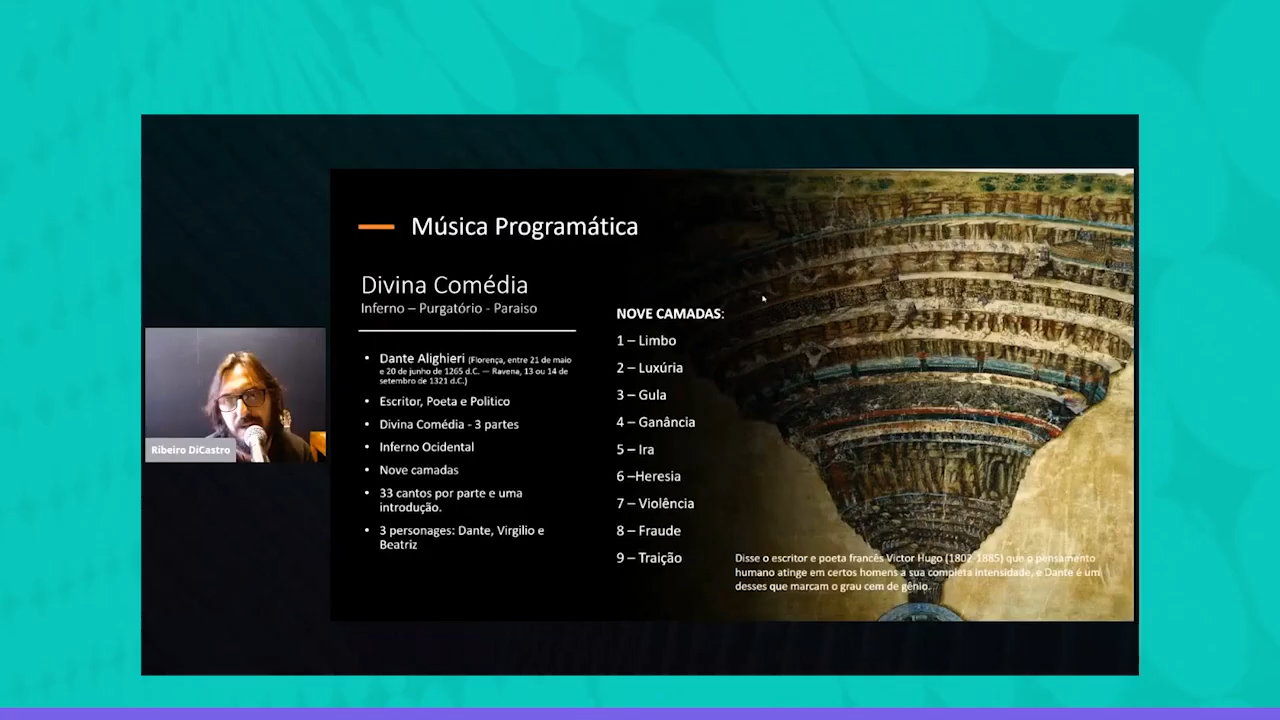 Música Programática
Divina Comédia
Inferno – Purgatório - Paraiso
• Dante Alighieri (Florença, entre 21 de maio
e 20 de junho de 1265 d.C. — Ravena, 13 ou 14 de
setembro de 1321 d.C.)
• Escritor, Poeta e Politico
• Divina Comédia - 3 partes
• Inferno Ocidental
• Nove camadas
• 33 cantos por parte e uma
introdução.
• 3 personages: Dante, Virgilio e
Beatriz
NOVE CAMADAS:
1 – Limbo
2 – Luxúria
3 – Gula
4 – Ganância
5 – Ira
6 –Heresia
7 – Violência
8 – Fraude
9 – Traição
Disse o escritor e poeta francês Victor Hugo (1802-1885) que o pensamento
humano atinge em certos homens a sua completa intensidade, e Dante é um
desses que marcam o grau cem de gênio.
Ribeiro DiCastro